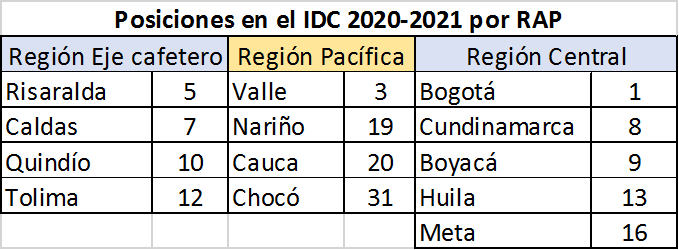 Posiciones en el IDC 2020-2021 por RAP
Región Eje cafetero Región Pacífica Región Central
Risaralda 5 Valle 3 Bogotá 1
Caldas 7 Nariño 19 Cundinamarca 8
Quindío 10 Cauca 20 Boyacá 9
Tolima 12 Chocó 31 Huila 13
Meta 16